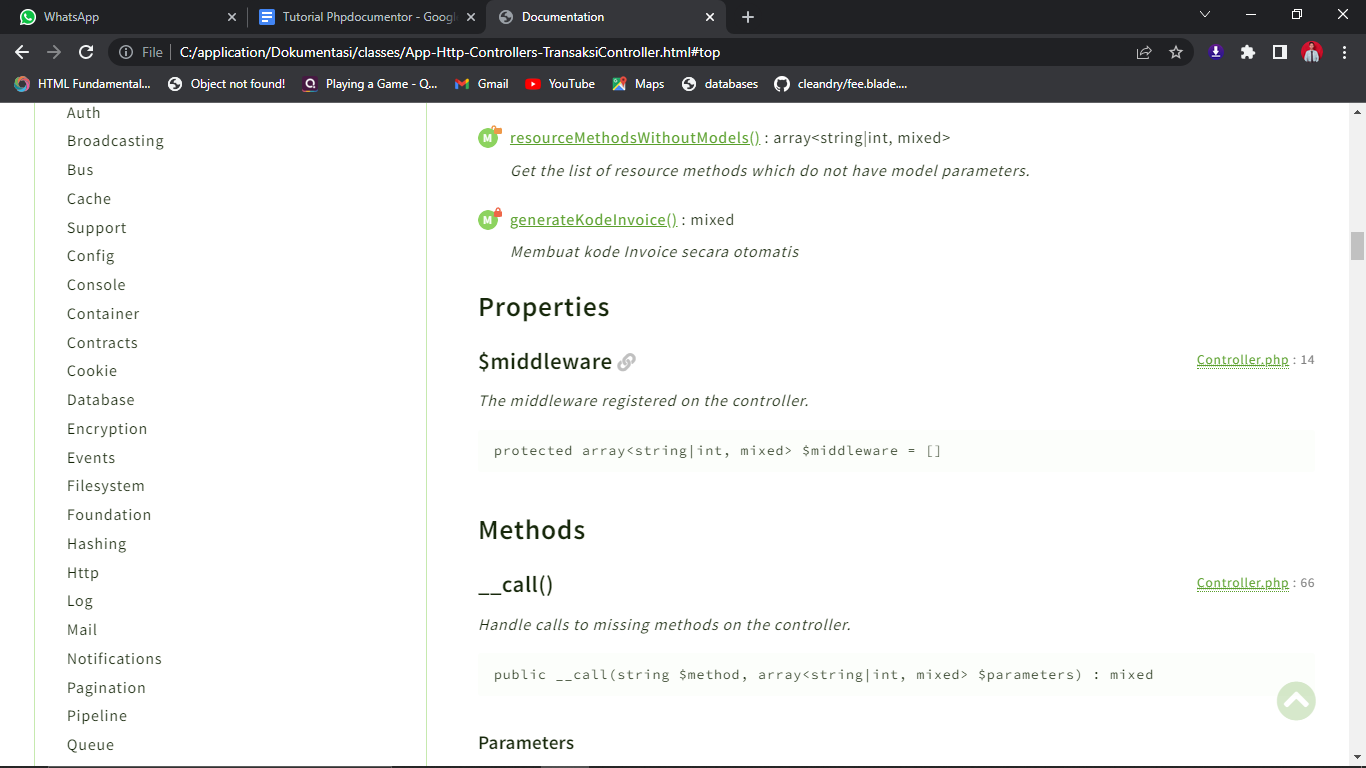 WhatsApp
Tutorial Phpdocumentor - Google
Documentation
File
C:/application/Dokumentasi/classes/App-Http-Controllers-TransaksiController.html#top
HTML Fundamental...
Object not found!
Playing a Game - Q...
Gmail
YouTube
Maps
databases
cleandry/fee.blade....
Auth
Broadcasting
Bus
Cache
Support
Config
Console
Container
Contracts
Cookie
Database
Encryption
Events
Filesystem
Foundation
Hashing
Http
Log
Mail
Notifications
Pagination
Pipeline
Queue
M resourceMethodsWithoutModels() : array<string|int, mixed>
Get the list of resource methods which do not have model parameters.
M generateKodeInvoice() : mixed
Membuat kode Invoice secara otomatis
Properties
$middleware
Controller.php : 14
The middleware registered on the controller.
protected array<string|int, mixed> $middleware = []
Methods
__call()
Controller.php : 66
Handle calls to missing methods on the controller.
public __call(string $method, array<string|int, mixed> $parameters) : mixed
Parameters